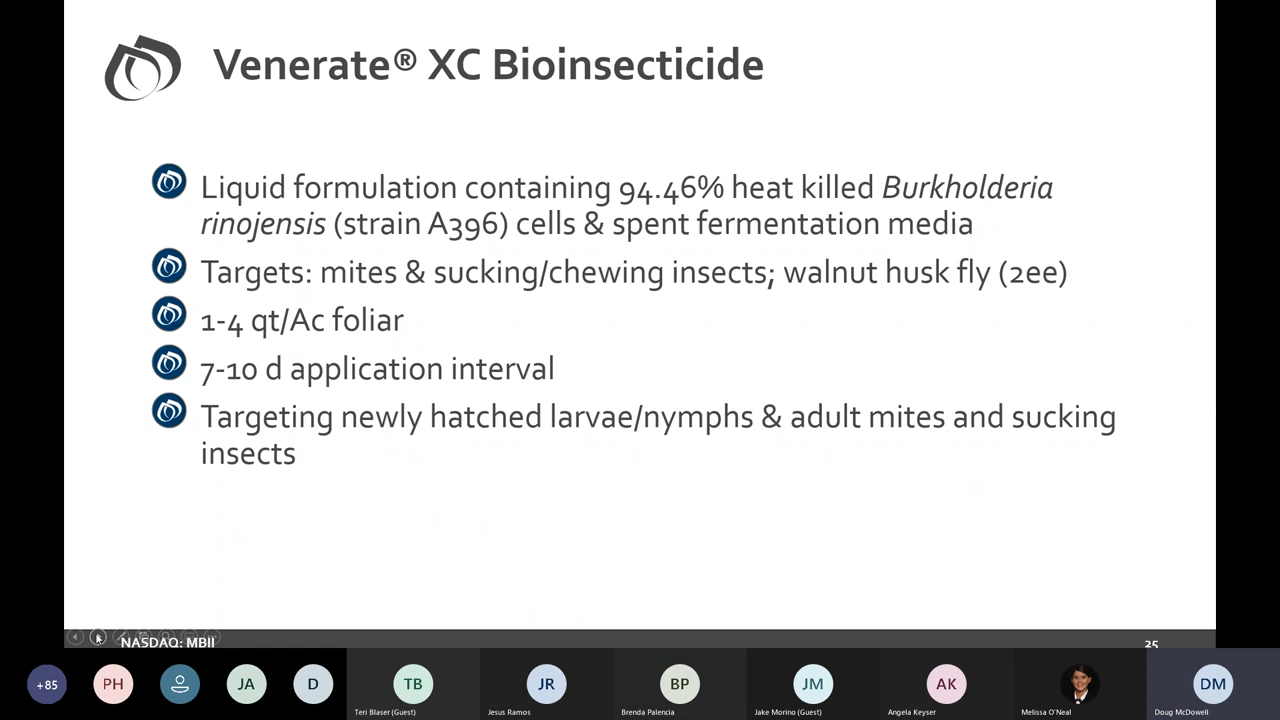 Venerate® XC Bioinsecticide
Liquid formulation containing 94.46% heat killed Burkholderia
rinojensis (strain A396) cells & spent fermentation media
Targets: mites & sucking/chewing insects; walnut husk fly (2ee)
1-4 qt/Ac foliar
7-10 d application interval
Targeting newly hatched larvae/nymphs & adult mites and sucking
insects
NASDAQ: MBII
25
+85
PH
JA
D
TB
JR
BP
JM
AK
DM
Teri Blaser (Guest)
Jesus Ramos
Brenda Palencia
Jake Morino (Guest)
Angela Keyser
Melissa O'Neal
Doug McDowell